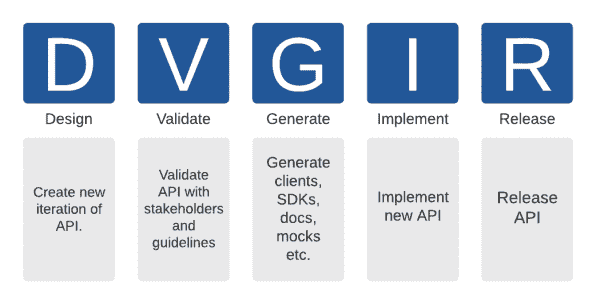 D
V
G
I
R
Design
Validate
Generate
Implement
Release
Create new
iteration of
API.
Validate
API with
stakeholders
and
guidelines
Generate
clients,
SDKs,
docs,
mocks
etc.
Implement
new API
Release
API